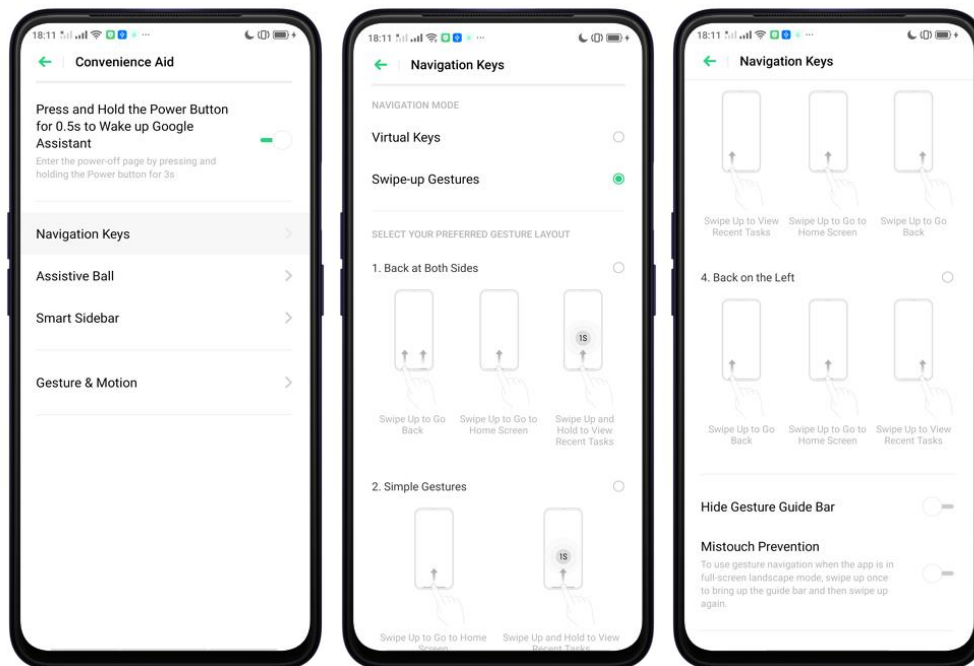 18:11
Convenience Aid
Press and Hold the Power Button
for 0.5s to Wake up Google
Assistant
Enter the power-off page by pressing and
holding the Power button for 3s
Navigation Keys
Assistive Ball
Smart Sidebar
Gesture & Motion
18:11
Navigation Keys
NAVIGATION MODE
Virtual Keys
Swipe-up Gestures
SELECT YOUR PREFERRED GESTURE LAYOUT
1. Back at Both Sides
1S
Swipe Up to Go
Back
Swipe Up to Go to
Home Screen
Swipe Up and
Hold to View
Recent Tasks
2. Simple Gestures
1S
Swipe Up to Go to Home
Screen
Swipe Up and Hold to View
Recent Tasks
18:11
Navigation Keys
Swipe Up to View
Recent Tasks
Swipe Up to Go to
Home Screen
Swipe Up to Go
Back
4. Back on the Left
Swipe Up to Go
Back
Swipe Up to Go to
Home Screen
Swipe Up to View
Recent Tasks
Hide Gesture Guide Bar
Mistouch Prevention
To use gesture navigation when the app is in
full-screen landscape mode, swipe up once
to bring up the guide bar and then swipe up
again.